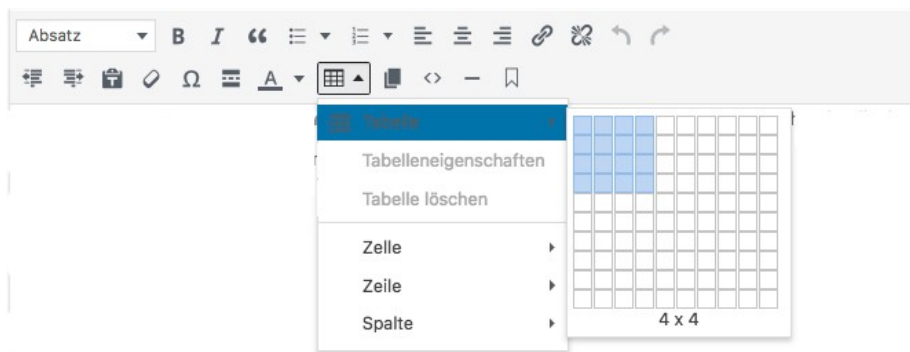 Absatz
B I “ Ω A <>
Tabelle
Tabelleneigenschaften
Tabelle löschen
Zelle
Zeile
Spalte
4 x 4